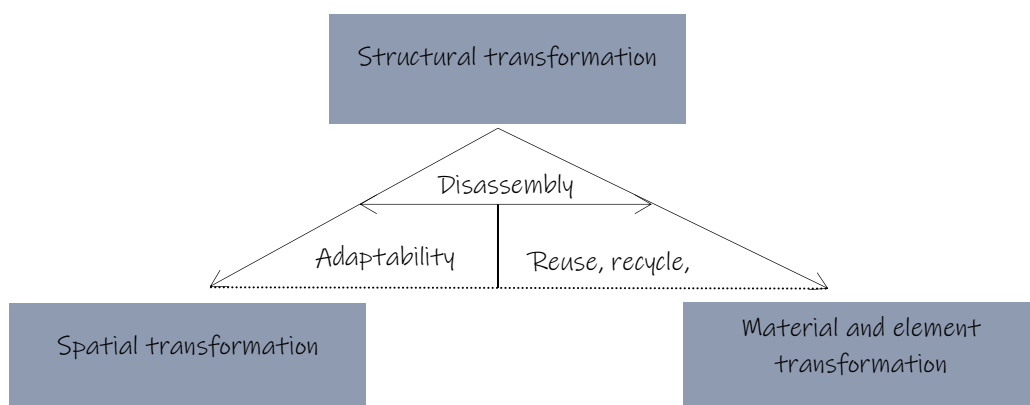 Structural transformation
Disassembly
Adaptability
Reuse, recycle,
Spatial transformation
Material and element
transformation